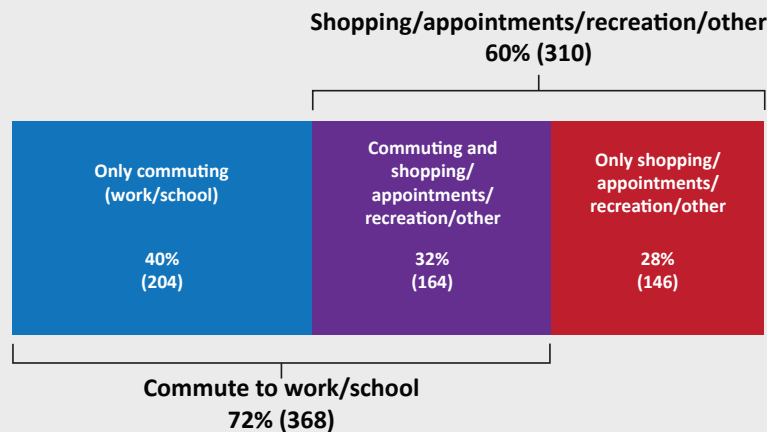 Shopping/appointments/recreation/other
60% (310)
Only commuting
(work/school)
40%
(204)
Commuting and
shopping/
appointments/
recreation/other
32%
(164)
Only shopping/
appointments/
recreation/other
28%
(146)
Commute to work/school
72% (368)